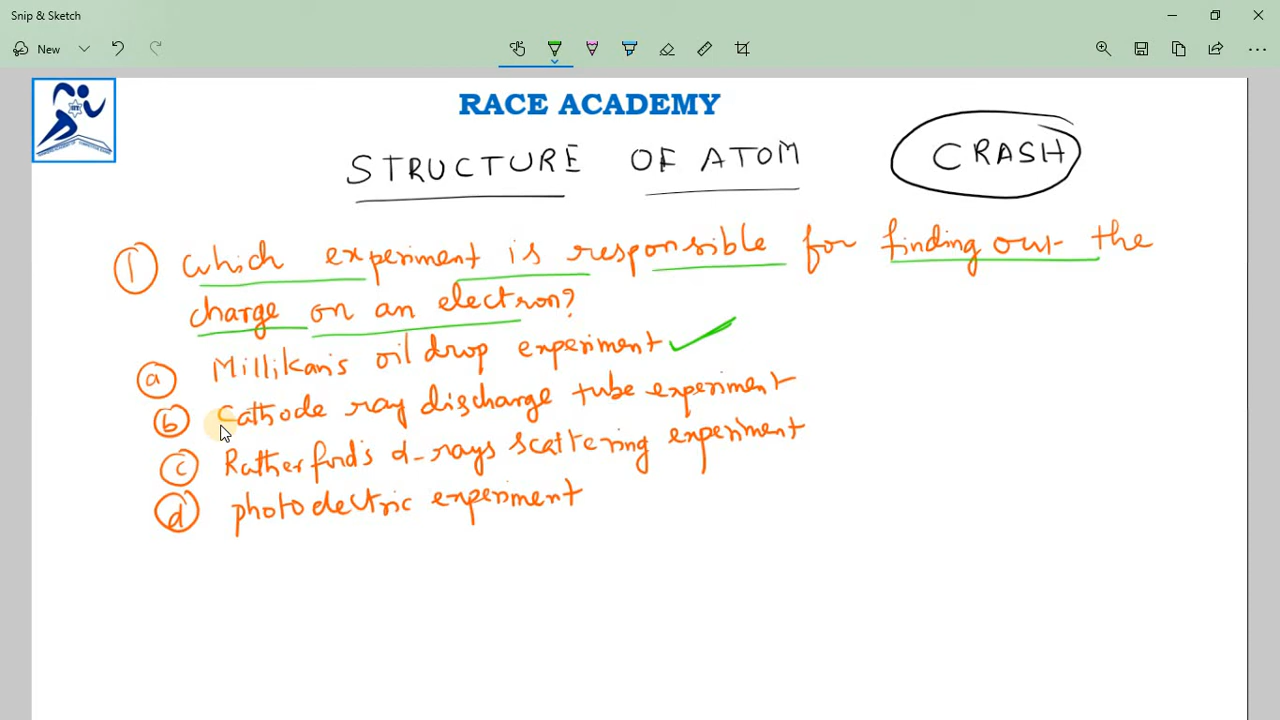 Snip & Sketch
New
RACE ACADEMY
STRUCTURE OF ATOM CRASH
① which experiment is responsible for finding out the
charge on an electron?
ⓐ Millikan's oil drop experiment
ⓑ Cathode ray discharge tube experiment
ⓒ Ratherford's α-rays scattering experiment
ⓓ photoelectric experiment